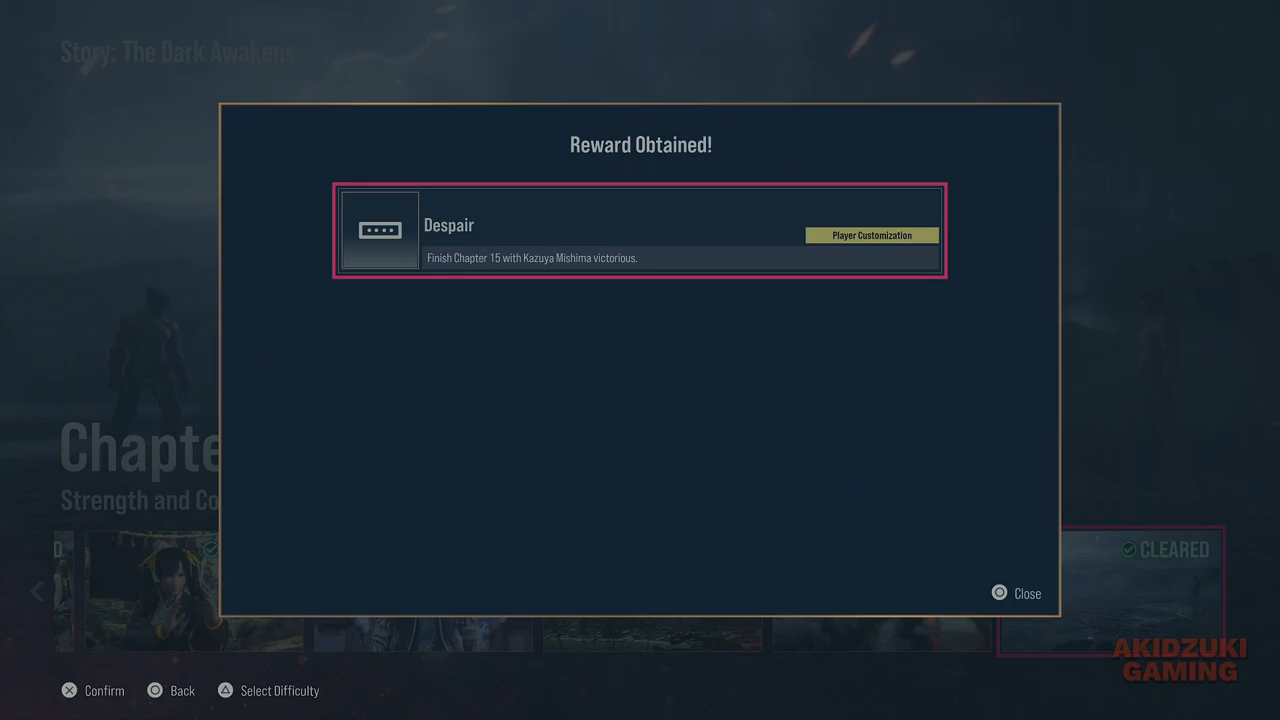 Story: The Dark Awakens
Reward Obtained!
Despair
Player Customization
Finish Chapter 15 with Kazuya Mishima victorious.
Chapte
Strength and Co
D
CLEARED
Close
AKIDZUKI
GAMING
Confirm
Back
Select Difficulty